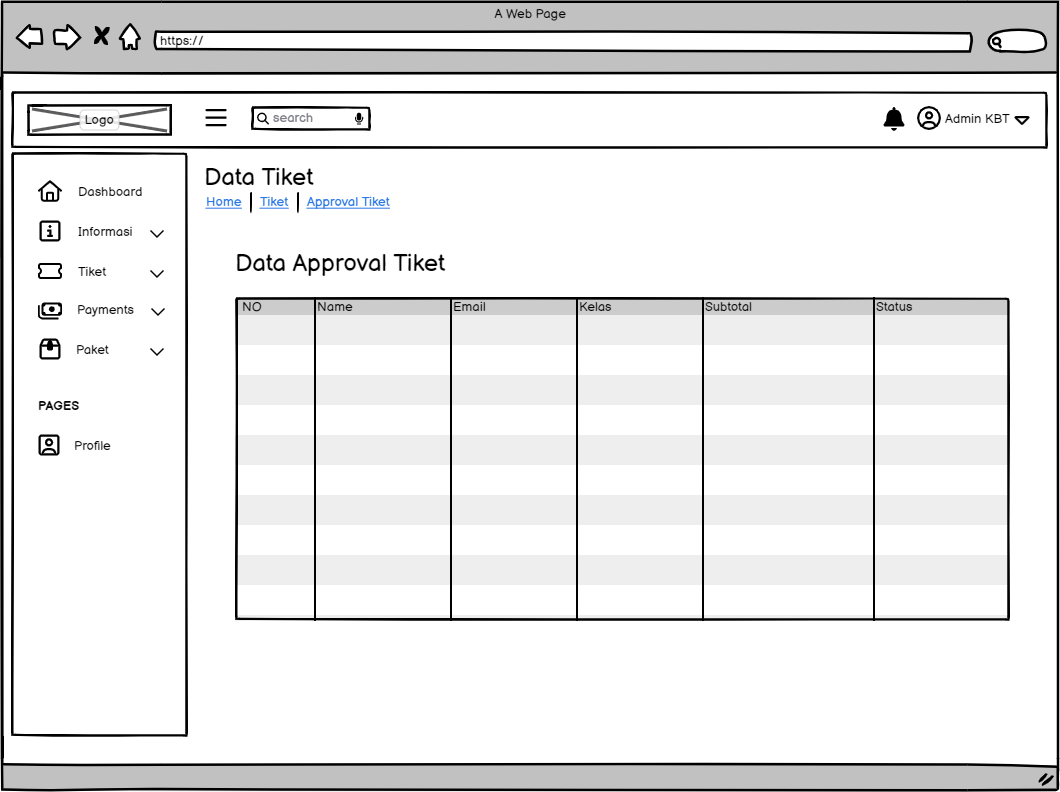 A Web Page
https://
Logo
search
Admin KBT
Dashboard
Informasi
Tiket
Payments
Paket
PAGES
Profile
Data Tiket
Home Tiket Approval Tiket
Data Approval Tiket
NO Name Email Kelas Subtotal Status